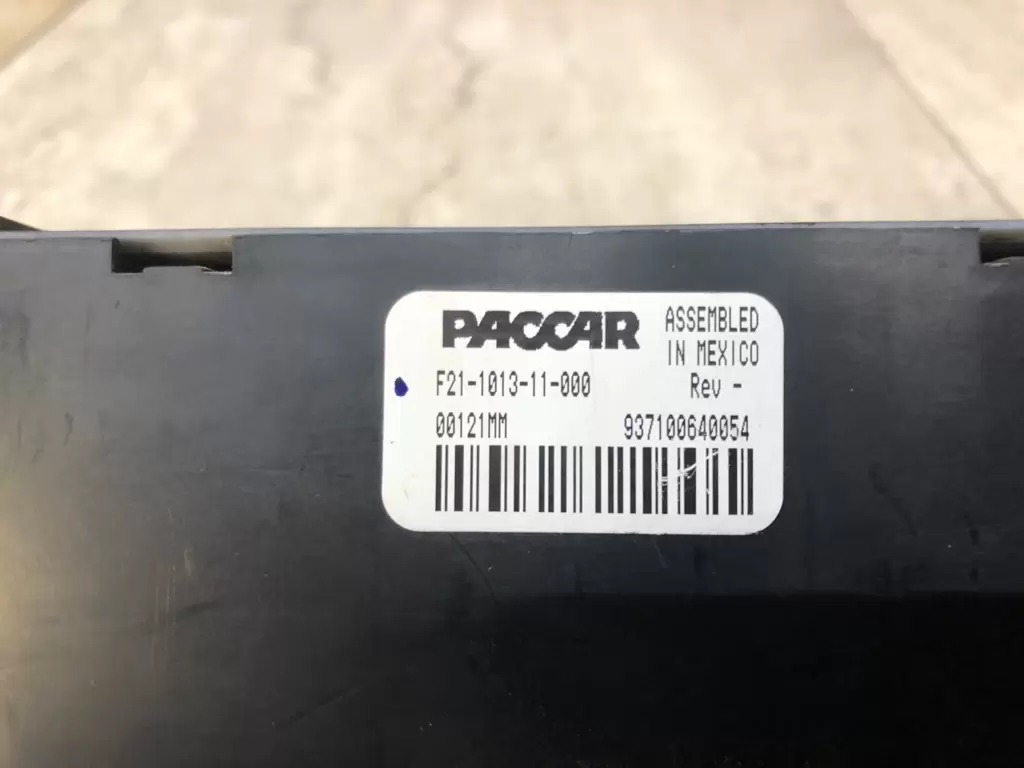 PACCAR
ASSEMBLED
IN MEXICO
F21-1013-11-000
Rev -
00121MM
937100640054